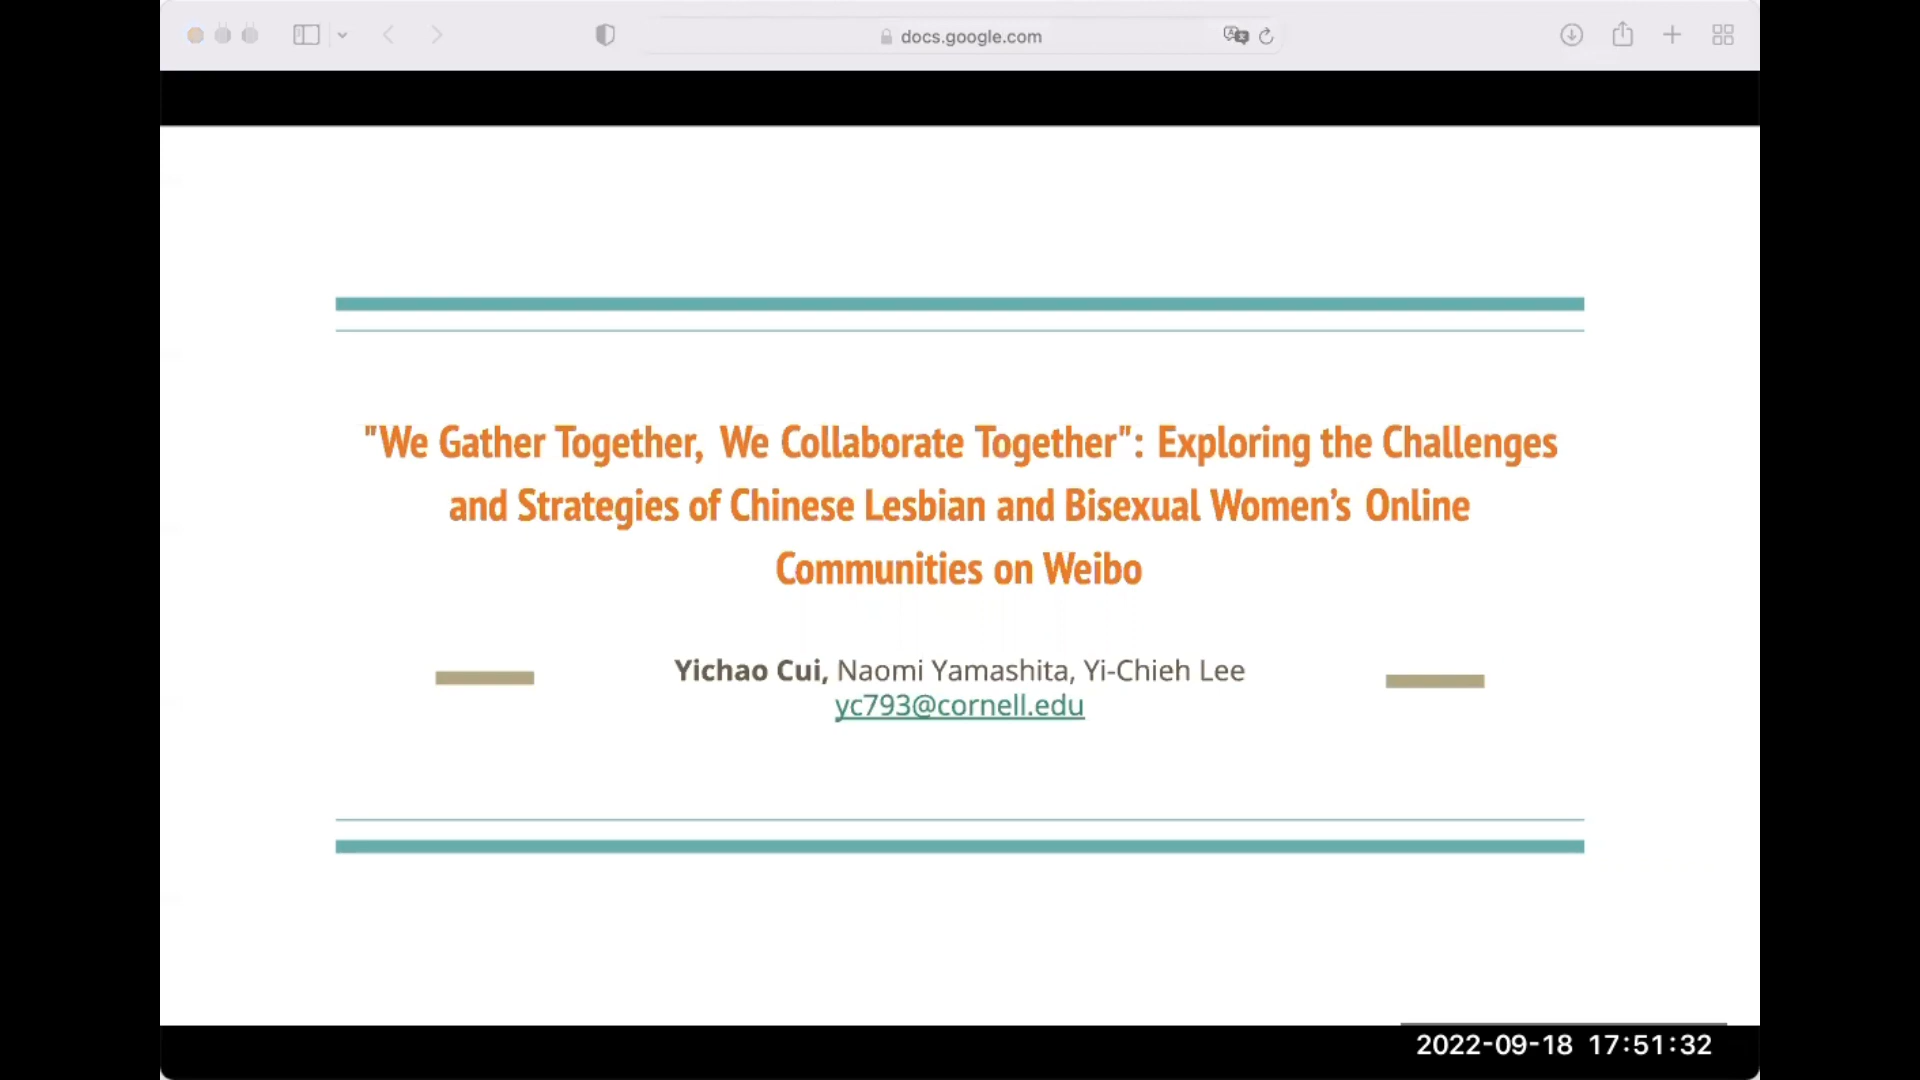 docs.google.com
"We Gather Together, We Collaborate Together": Exploring the Challenges
and Strategies of Chinese Lesbian and Bisexual Women’s Online
Communities on Weibo
Yichao Cui, Naomi Yamashita, Yi-Chieh Lee
yc793@cornell.edu
2022-09-18 17:51:32